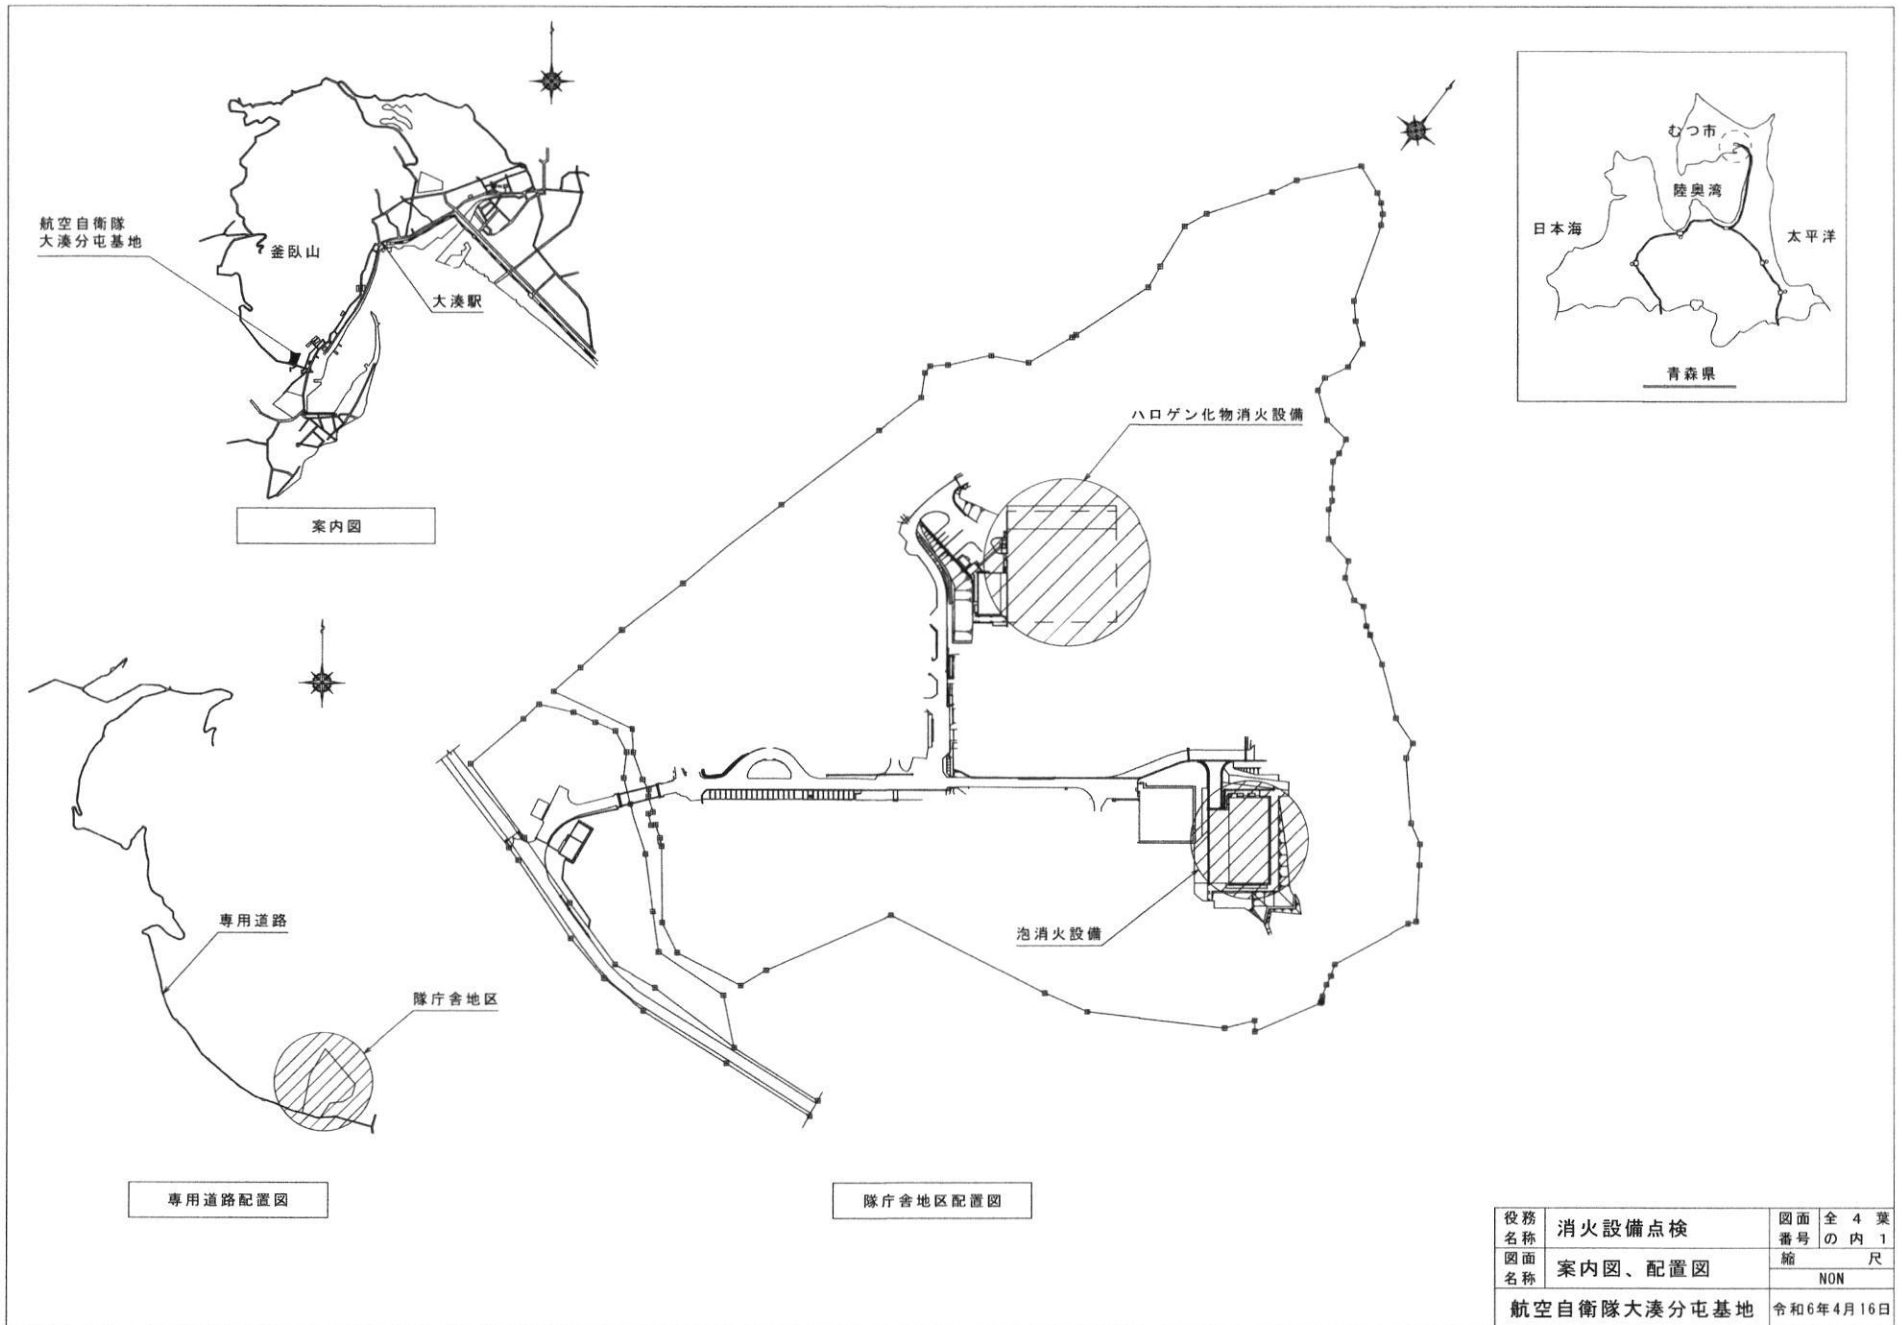 航空自衛隊
大湊分屯基地
釜臥山
大湊駅
案内図
むつ市
陸奥湾
日本海
太平洋
青森県
ハロゲン化物消火設備
泡消火設備
専用道路
隊庁舎地区
専用道路配置図
隊庁舎地区配置図
役務
名称
消火設備点検
図面
番号
全 4 葉
の 内 1
図面
名称
案内図、配置図
縮 尺
NON
航空自衛隊大湊分屯基地
令和6年4月16日